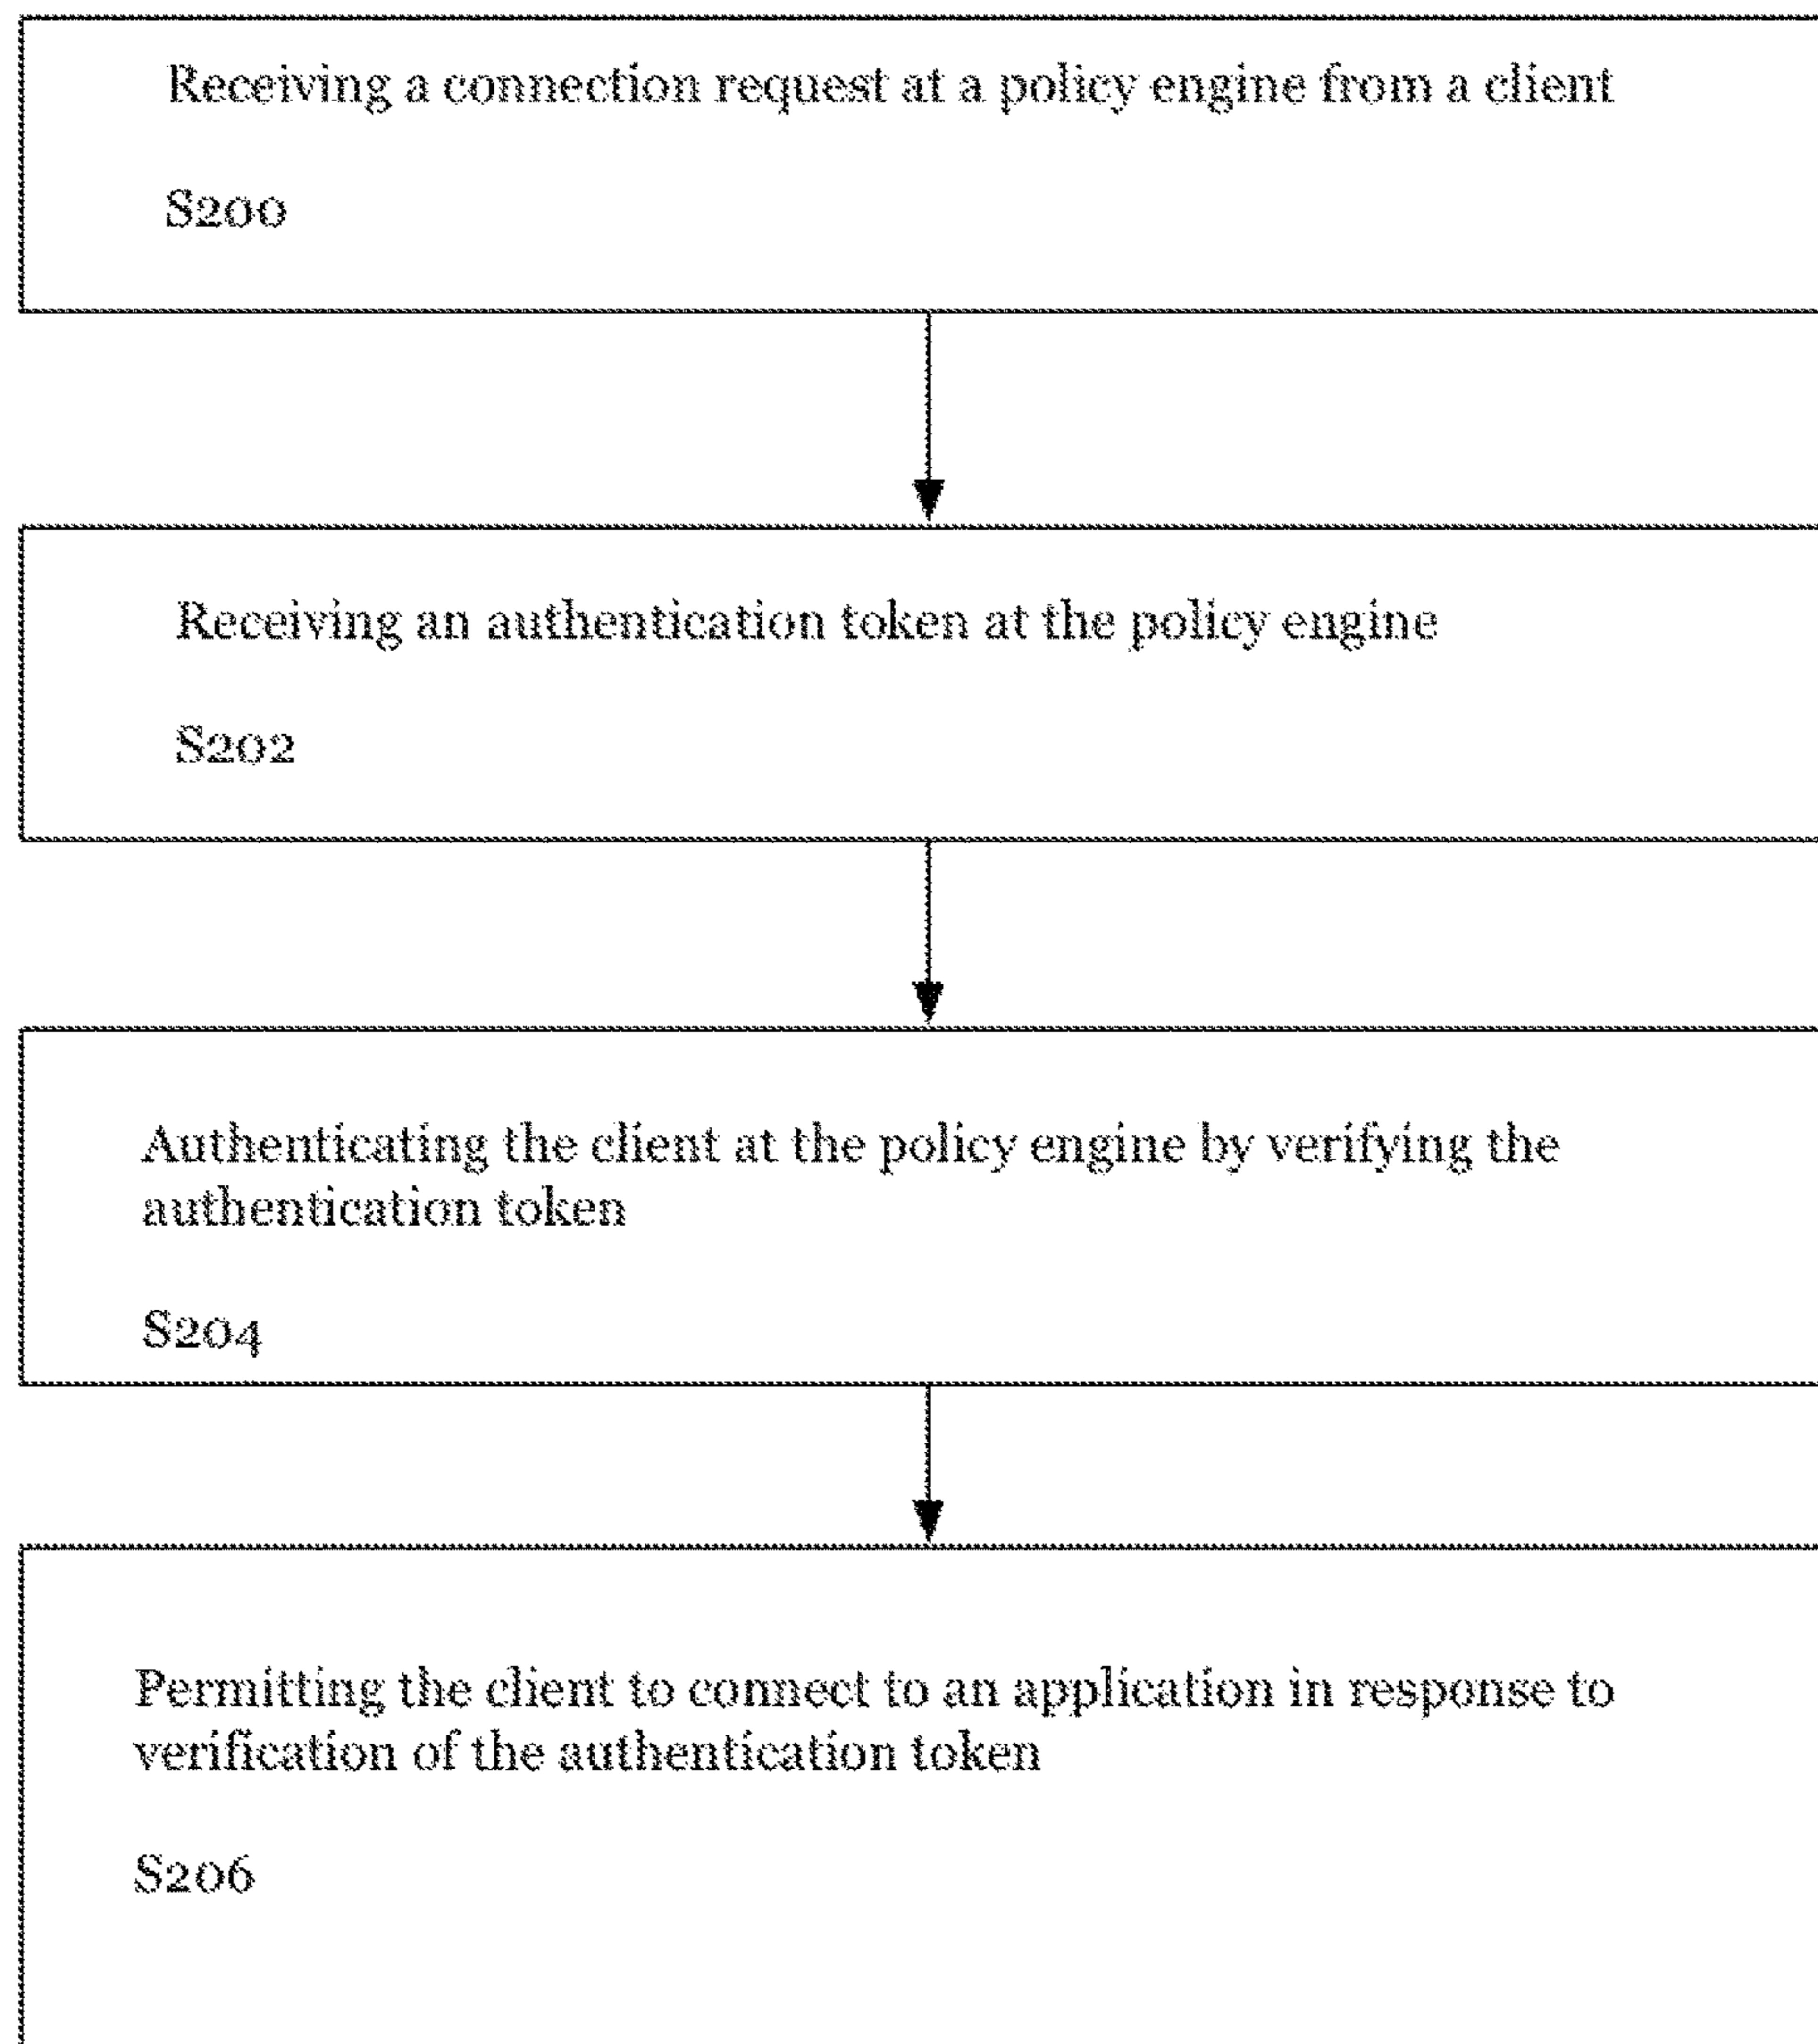 Receiving a connection request at a policy engine from a client
S200
Receiving an authentication token at the policy engine
S202
Authenticating the client at the policy engine by verifying the
authentication token
S204
Permitting the client to connect to an application in response to
verification of the authentication token
S206